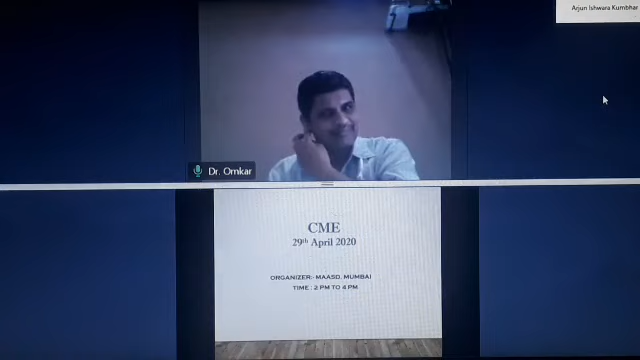 Arjun Ishwara Kumbhar
Dr. Omkar
CME
29th April 2020
ORGANIZER:- MAASD, MUMBAI
TIME : 2 PM TO 4 PM